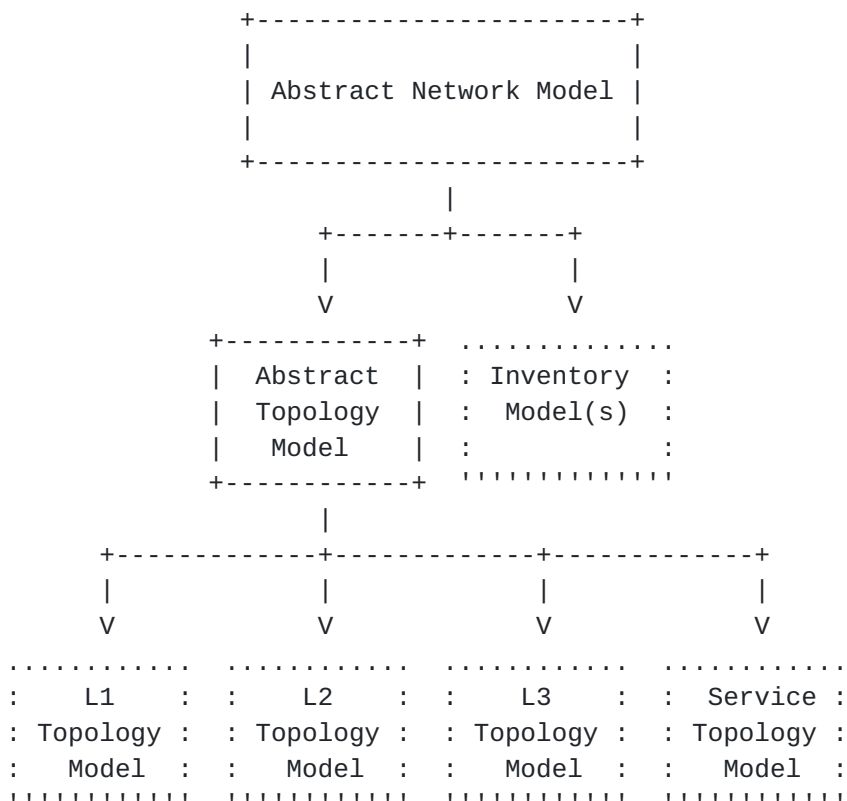 +------------------------+
|                        |
| Abstract Network Model |
|                        |
+------------------------+
             |
     +-------+-------+
     |               |
     V               V
+------------+  ..............
|  Abstract  |  : Inventory  :
|  Topology  |  :  Model(s)  :
|   Model    |  :            :
+------------+  ''''''''''''''
       |
+-------------+-------------+-------------+
|             |             |             |
V             V             V             V
............  ............  ............  ............
:    L1    :  :    L2    :  :    L3    :  :  Service :
: Topology :  : Topology :  : Topology :  : Topology :
:   Model  :  :   Model  :  :   Model  :  :   Model  :
''''''''''''  ''''''''''''  ''''''''''''  ''''''''''''